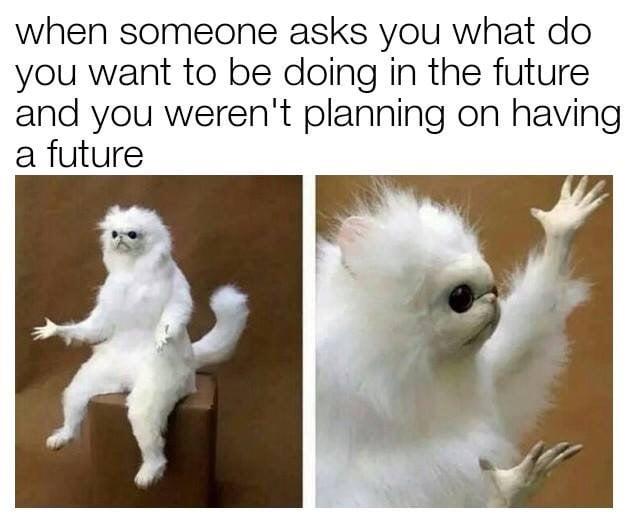 when someone asks you what do
you want to be doing in the future
and you weren't planning on having
a future